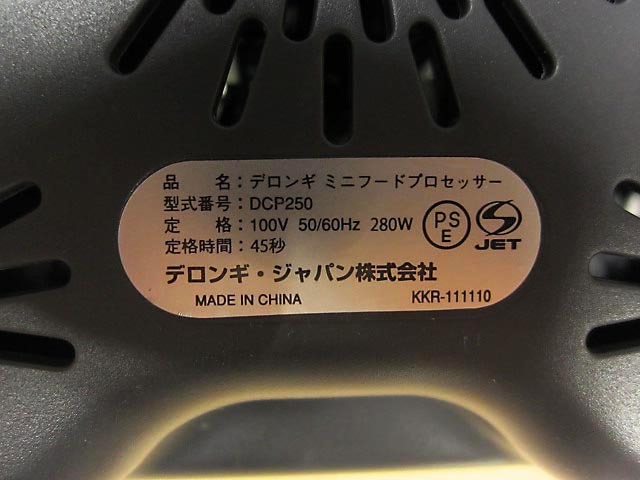 品　　名：デロンギ ミニフードプロセッサー
型式番号：DCP250
定　　格：100V 50/60Hz 280W
定格時間：45秒
PS
E
JET
デロンギ・ジャパン株式会社
MADE IN CHINA KKR-111110